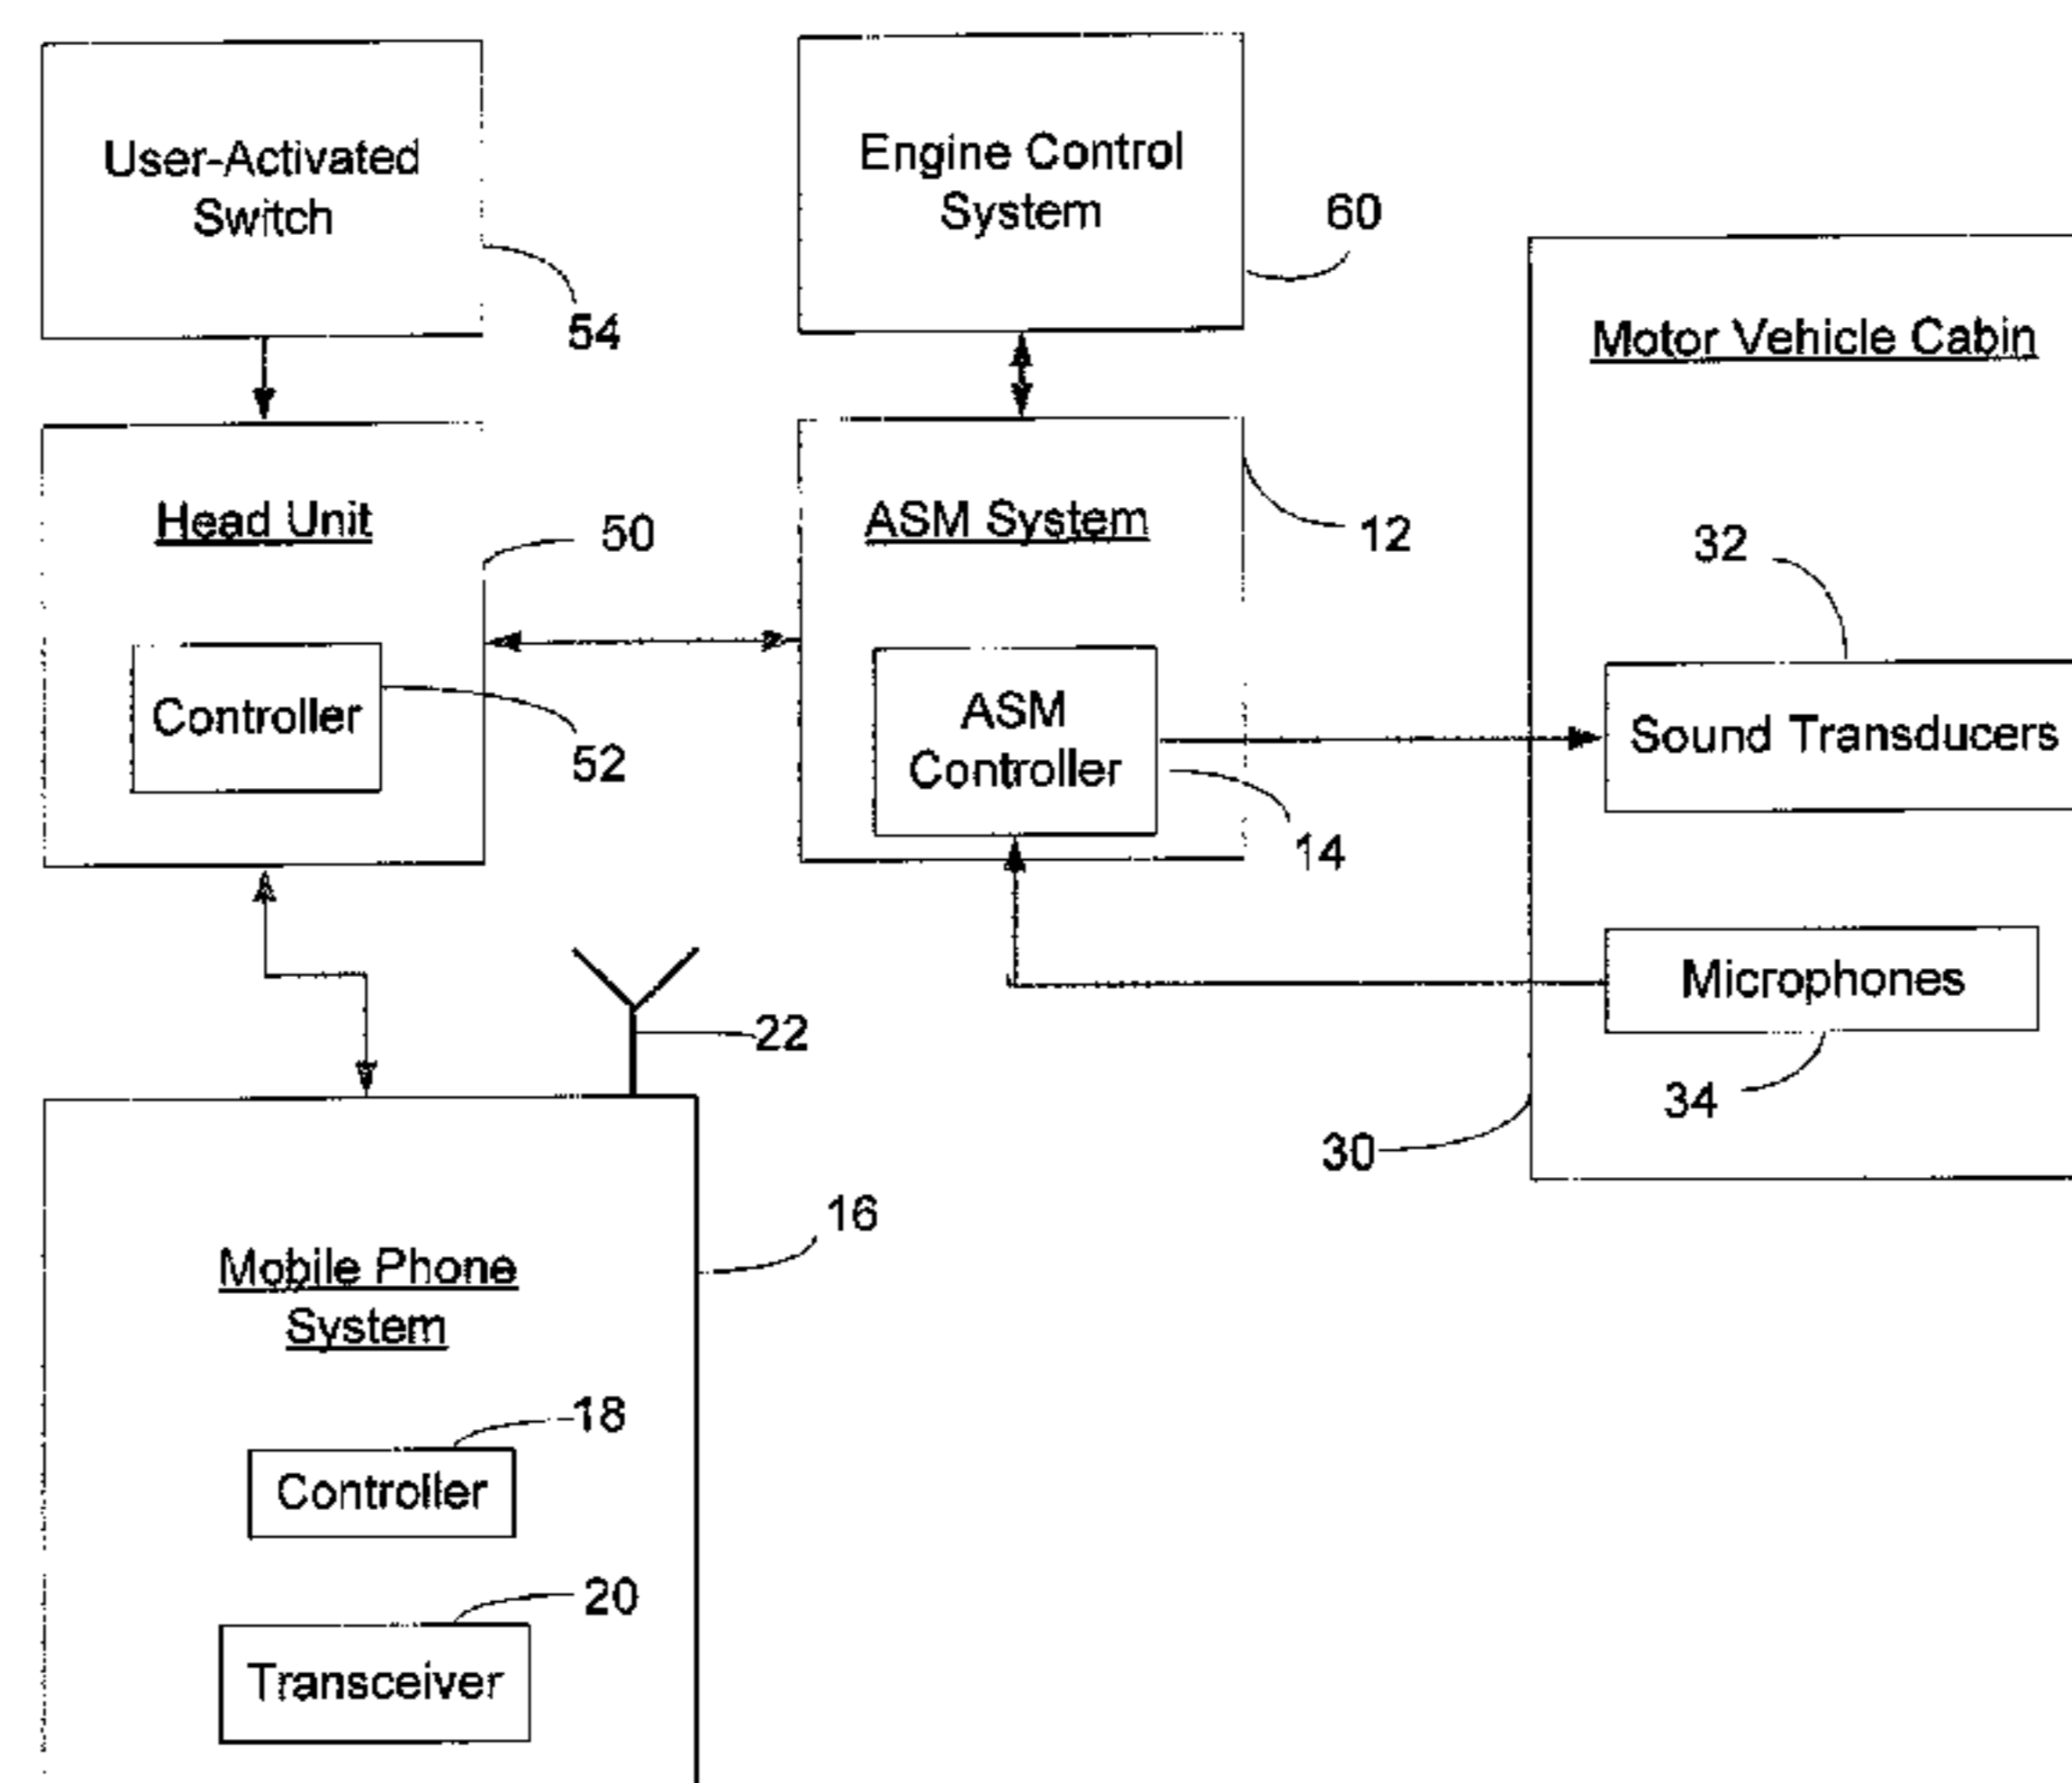 User-Activated
Switch
54
Engine Control
System
60
Motor Vehicle Cabin
Head Unit
50
Controller
52
ASM System
12
ASM
Controller
14
32
Sound Transducers
Microphones
34
30
22
16
Mobile Phone
System
18
Controller
20
Transceiver